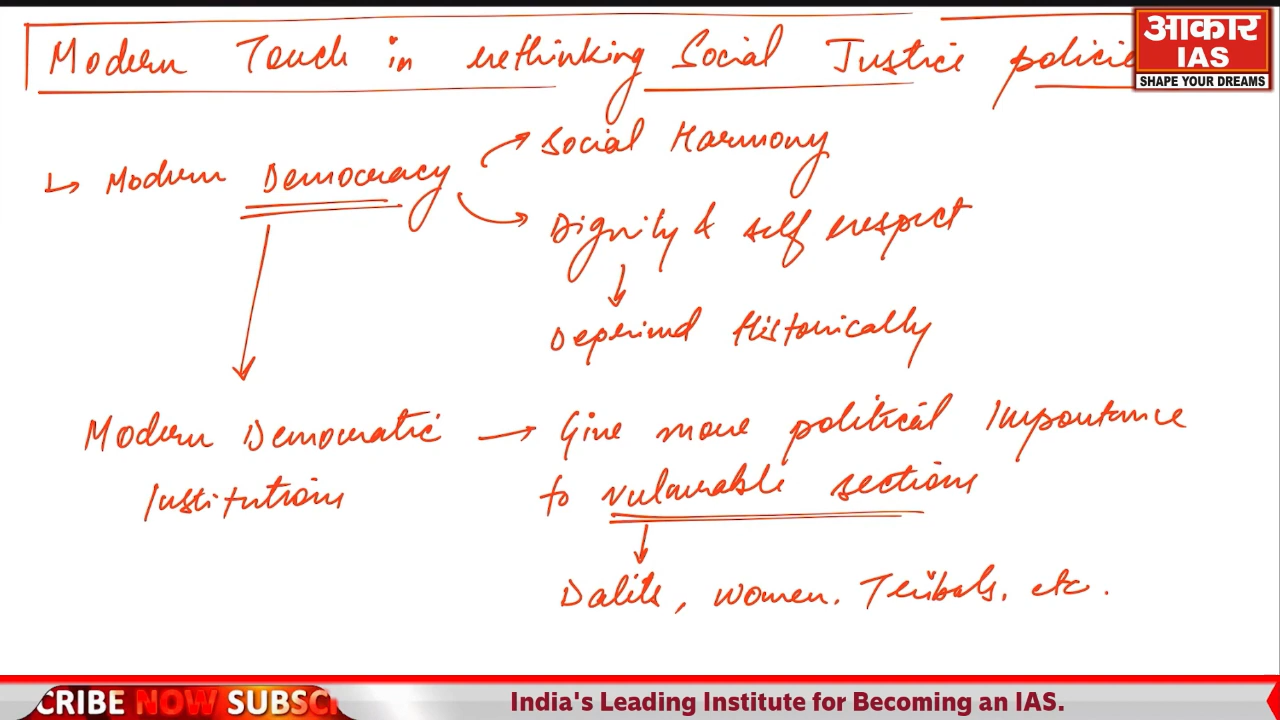 Modern Touch in rethinking Social Justice policie
आकार
IAS
SHAPE YOUR DREAMS
↳ Modern Democracy
Social Harmony
Dignity & self respect
Deprived Historically
Modern Democratic Institutions
Give more political Importance
to vulnerable sections
Dalits, women, Tribals, etc.
CRIBE NOW SUBSCRI
India's Leading Institute for Becoming an IAS.